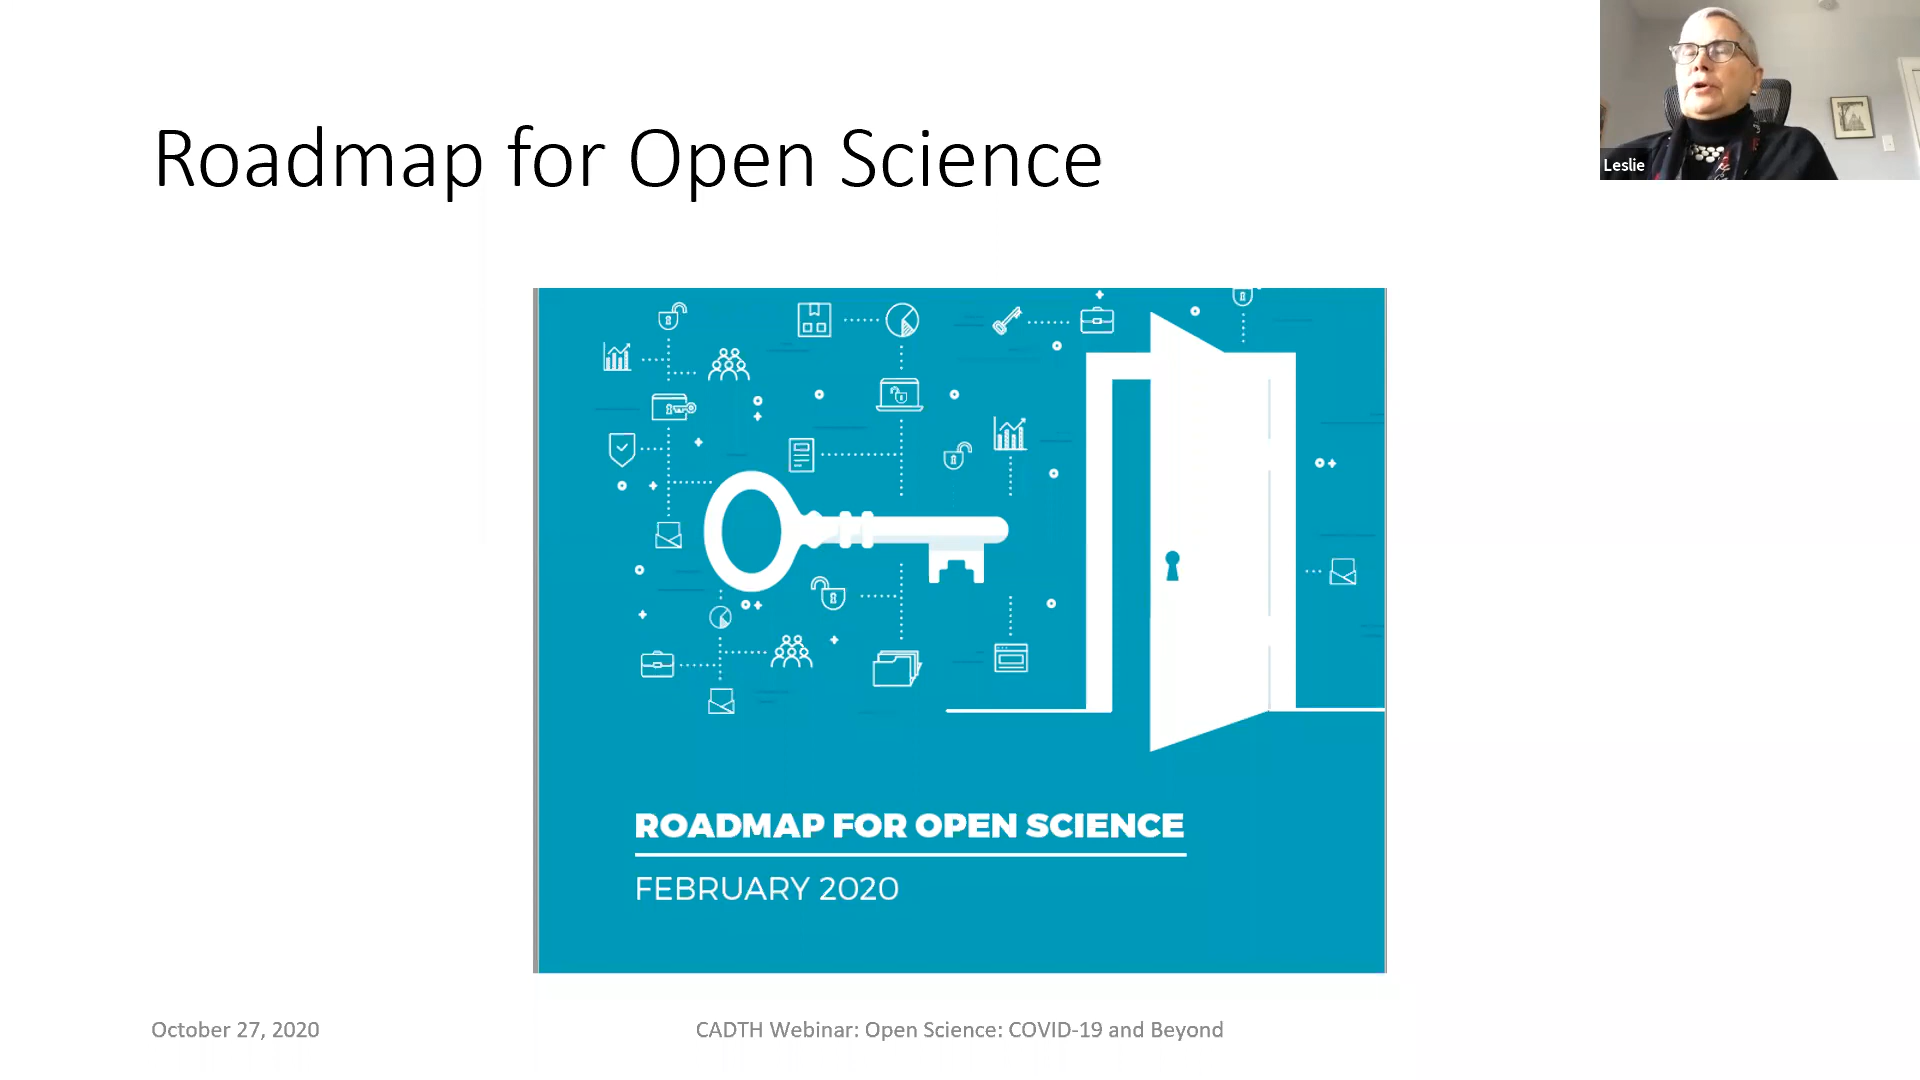 Roadmap for Open Science
Leslie
ROADMAP FOR OPEN SCIENCE
FEBRUARY 2020
October 27, 2020
CADTH Webinar: Open Science: COVID-19 and Beyond